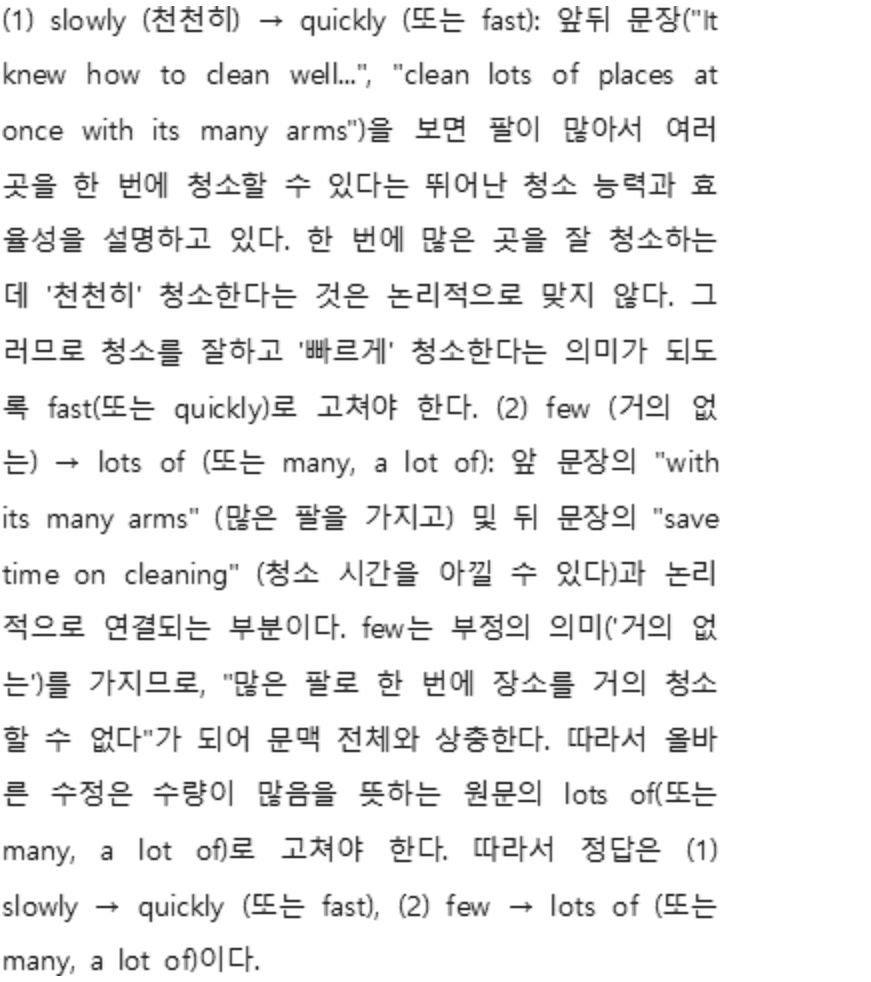 (1) slowly (천천히) → quickly (또는 fast): 앞뒤 문장("It
knew how to clean well...", "clean lots of places at
once with its many arms")을 보면 팔이 많아서 여러
곳을 한 번에 청소할 수 있다는 뛰어난 청소 능력과 효
율성을 설명하고 있다. 한 번에 많은 곳을 잘 청소하는
데 '천천히' 청소한다는 것은 논리적으로 맞지 않다. 그
러므로 청소를 잘하고 '빠르게' 청소한다는 의미가 되도
록 fast(또는 quickly)로 고쳐야 한다. (2) few (거의 없
는) → lots of (또는 many, a lot of): 앞 문장의 "with
its many arms" (많은 팔을 가지고) 및 뒤 문장의 "save
time on cleaning" (청소 시간을 아낄 수 있다)과 논리
적으로 연결되는 부분이다. few는 부정의 의미('거의 없
는')를 가지므로, "많은 팔로 한 번에 장소를 거의 청소
할 수 없다"가 되어 문맥 전체와 상충한다. 따라서 올바
른 수정은 수량이 많음을 뜻하는 원문의 lots of(또는
many, a lot of)로 고쳐야 한다. 따라서 정답은 (1)
slowly → quickly (또는 fast), (2) few → lots of (또는
many, a lot of)이다.